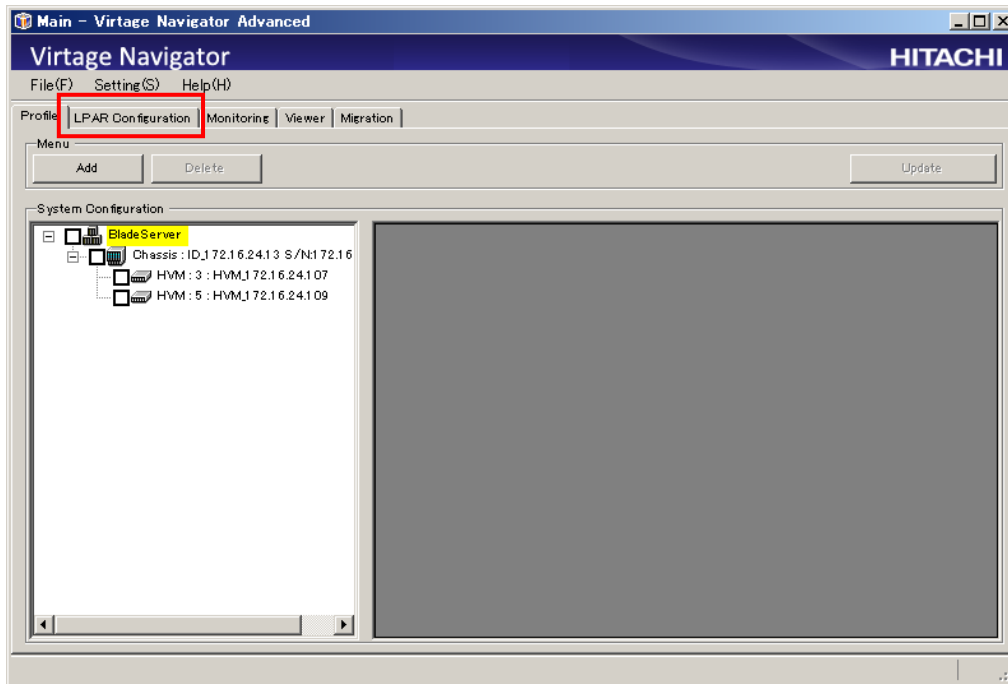 Main - Virtage Navigator Advanced
Virtage Navigator
HITACHI
File(F) Setting(S) Help(H)
Profile LPAR Configuration Monitoring Viewer Migration
Menu
Add Delete Update
System Configuration
BladeServer
Chassis : ID_172.16.24.13 S/N:172.16
HVM : 3 : HVM_172.16.24.107
HVM : 5 : HVM_172.16.24.109